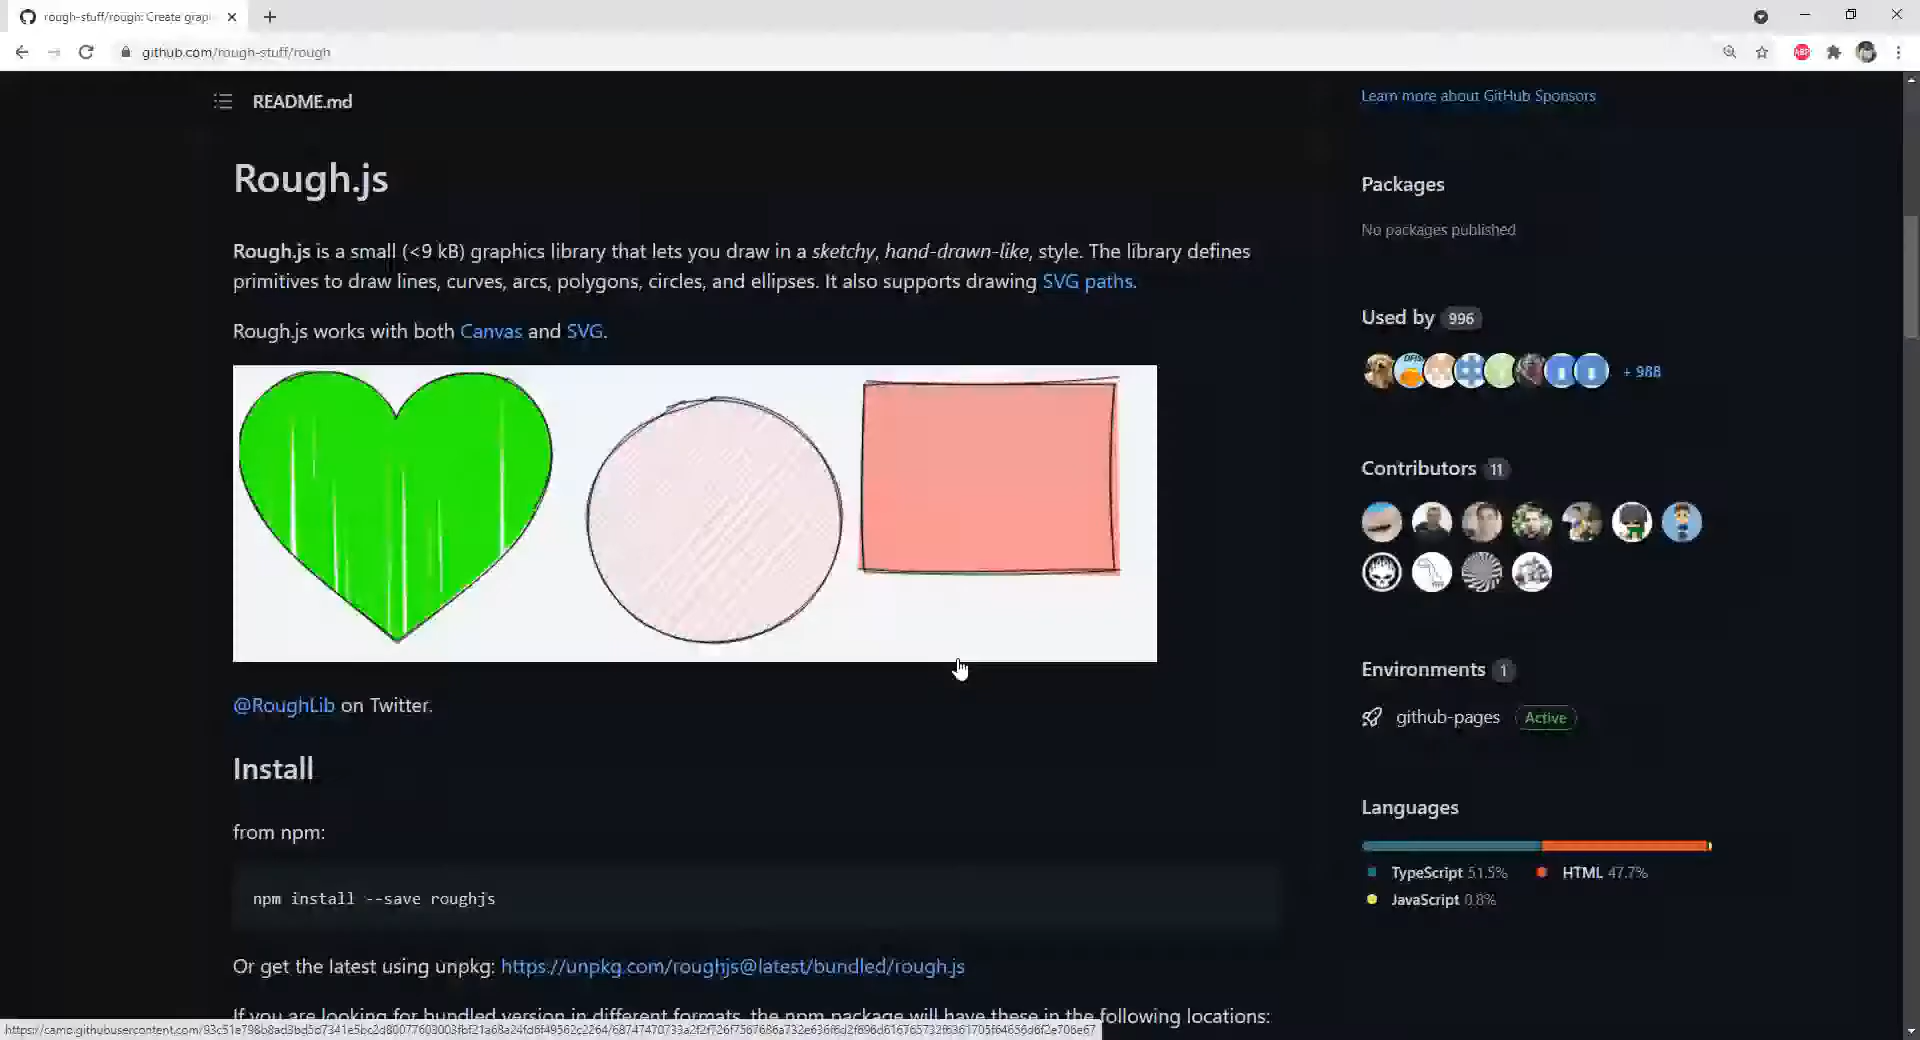 rough-stuff/rough: Create grap
github.com/rough-stuff/rough
ABP
README.md
Learn more about GitHub Sponsors
Rough.js
Rough.js is a small (<9 kB) graphics library that lets you draw in a sketchy, hand-drawn-like, style. The library defines
primitives to draw lines, curves, arcs, polygons, circles, and ellipses. It also supports drawing SVG paths.
Rough.js works with both Canvas and SVG.
@RoughLib on Twitter.
Install
from npm:
npm install --save roughjs
Or get the latest using unpkg: https://unpkg.com/roughjs@latest/bundled/rough.js
If you are looking for bundled version in different formats, the npm package will have these in the following locations:
Packages
No packages published
Used by 996
+ 988
Contributors 11
Environments 1
github-pages Active
Languages
TypeScript 51.5% HTML 47.7%
JavaScript 0.8%